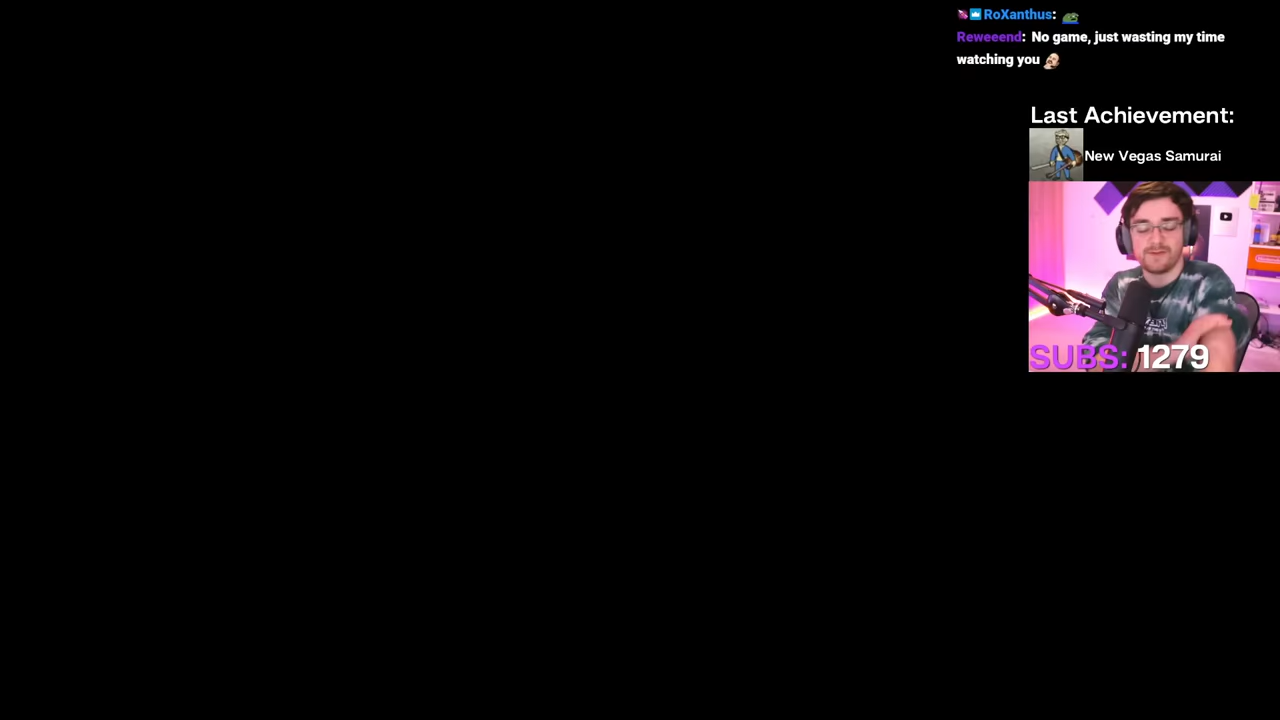 RoXanthus:
Reweeend: No game, just wasting my time
watching you
Last Achievement:
New Vegas Samurai
SUBS: 1279